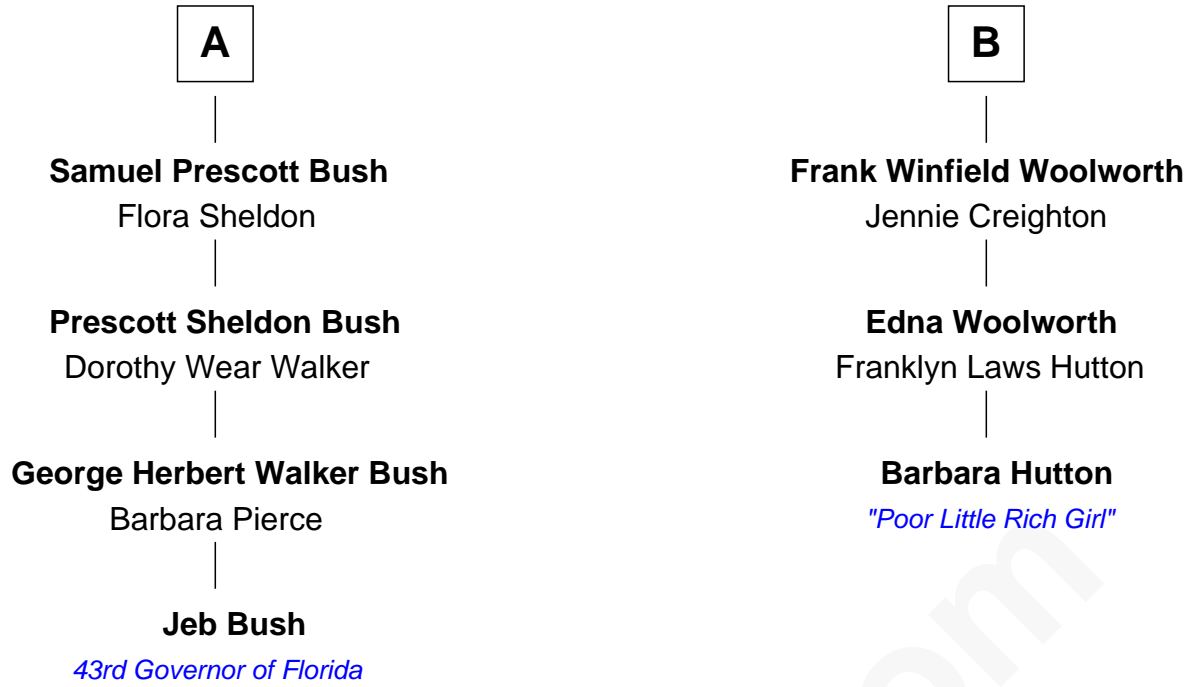 A
Samuel Prescott Bush
Flora Sheldon
Prescott Sheldon Bush
Dorothy Wear Walker
George Herbert Walker Bush
Barbara Pierce
Jeb Bush
43rd Governor of Florida
B
Frank Winfield Woolworth
Jennie Creighton
Edna Woolworth
Franklyn Laws Hutton
Barbara Hutton
"Poor Little Rich Girl"
om